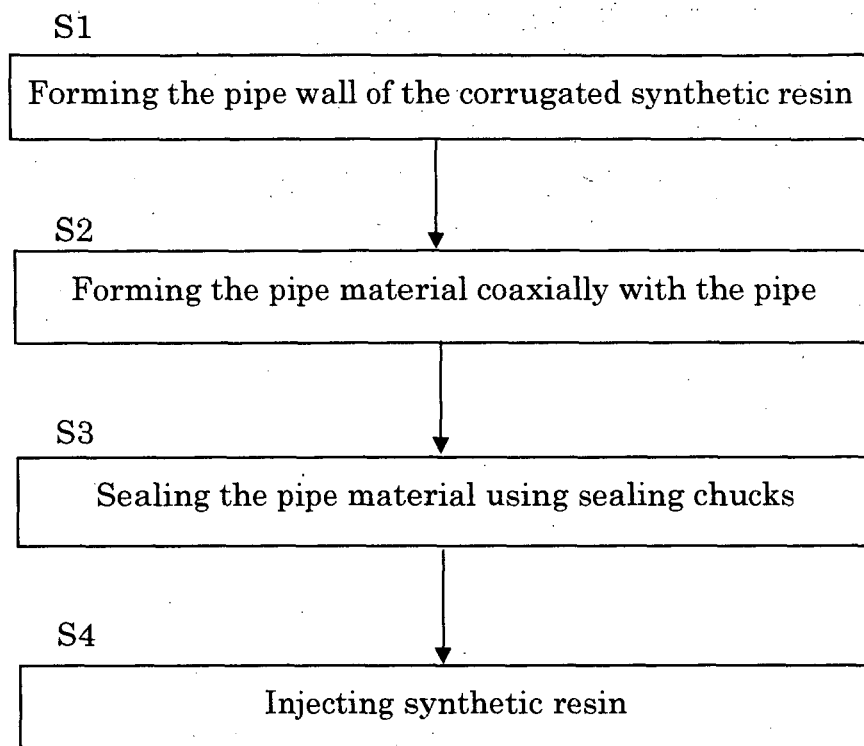 S1
Forming the pipe wall of the corrugated synthetic resin
S2
Forming the pipe material coaxially with the pipe
S3
Sealing the pipe material using sealing chucks
S4
Injecting synthetic resin